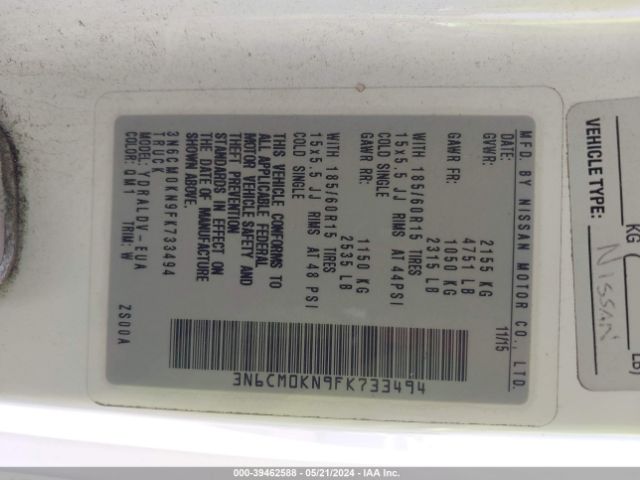 MFD. BY NISSAN MOTOR CO., LTD.
DATE: 11/15
GVWR: 2155 KG
4751 LB
GAWR FR: 1050 KG
2315 LB
WITH 185/60R15 TIRES
15x5.5 JJ RIMS AT 44PSI
COLD SINGLE
GAWR RR: 1150 KG
2535 LB
WITH 185/60R15 TIRES
15x5.5 JJ RIMS AT 48 PSI
COLD SINGLE
THIS VEHICLE CONFORMS TO
ALL APPLICABLE FEDERAL
MOTOR VEHICLE SAFETY AND
THEFT PREVENTION
STANDARDS IN EFFECT ON
THE DATE OF MANUFACTURE
SHOWN ABOVE.
3N6CM0KN9FK733494
TRUCK
MODEL: YDRALDV-EUA
COLOR: QM1 TRIM: W
ZS00A
3N6CM0KN9FK733494
KG
LB)
VEHICLE TYPE:
NISSAN
000-39462588 - 05/21/2024 - IAA Inc.